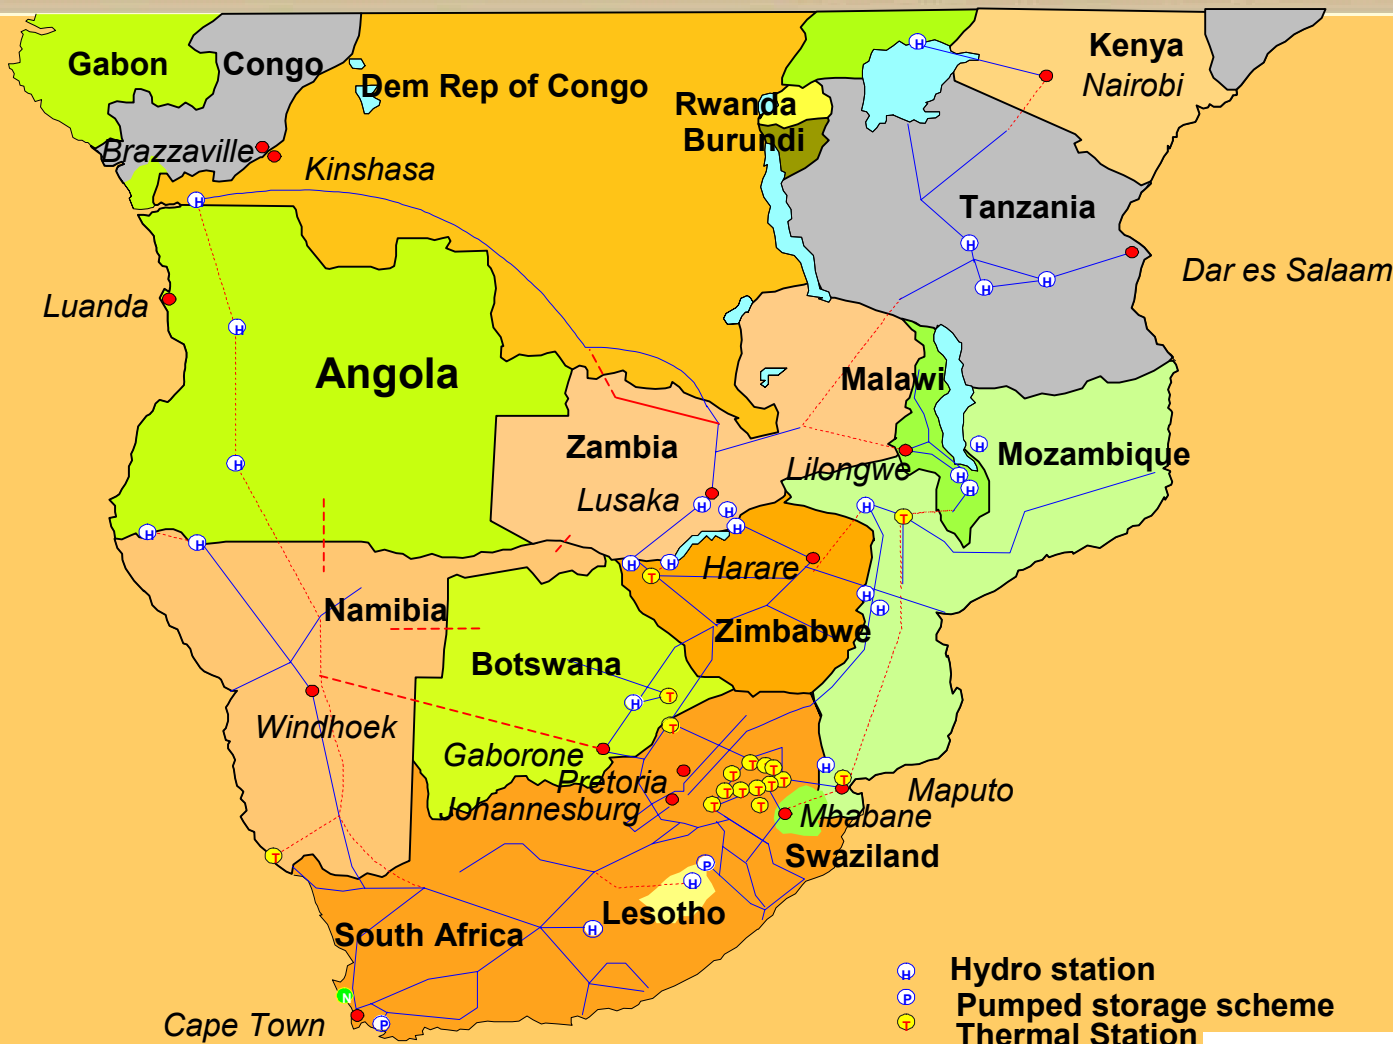 Gabon
Congo
Dem Rep of Congo
Kenya
Nairobi
Rwanda
Burundi
Brazzaville
Kinshasa
H
H
Tanzania
H
Dar es Salaam
H
H
Luanda
H
Angola
Malawi
Zambia
H
Mozambique
Lilongwe
H
H
H
Lusaka
H
H
H
H
T
H
H
H
H
T
Harare
H
H
Namibia
Zimbabwe
Botswana
H
T
Windhoek
T
Gaborone
Pretoria
Johannesburg
T
T
T
T
T
T
T
T
T
T
T
H
T
Maputo
Mbabane
Swaziland
T
P
H
Lesotho
H
South Africa
N
Cape Town
P
H Hydro station
P Pumped storage scheme
T Thermal Station